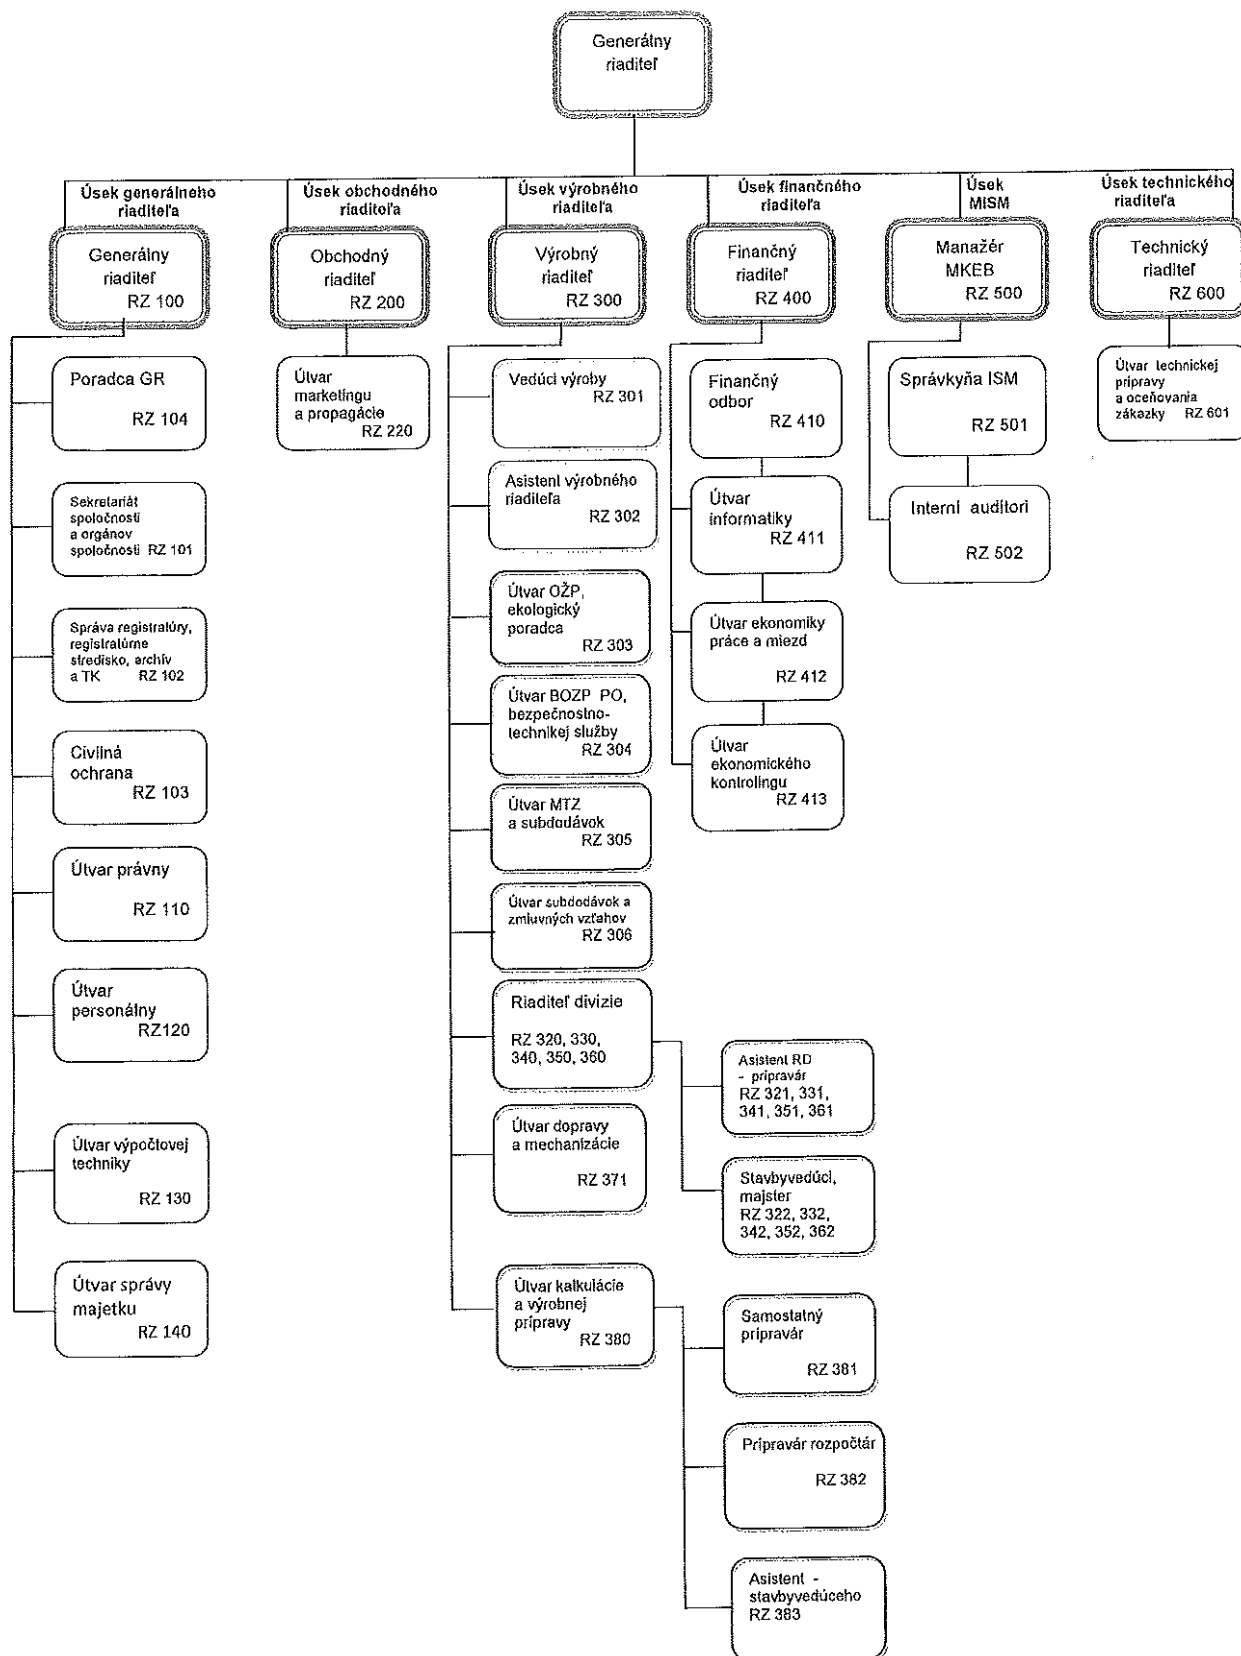 Generálny
riaditeľ
Úsek generálneho
riaditeľa
Úsek obchodného
riaditeľa
Úsek výrobného
riaditeľa
Úsek finančného
riaditeľa
Úsek
MISM
Úsek technického
riaditeľa
Generálny
riaditeľ
RZ 100
Obchodný
riaditeľ
RZ 200
Výrobný
riaditeľ
RZ 300
Finančný
riaditeľ
RZ 400
Manažér
MKEB
RZ 500
Technický
riaditeľ
RZ 600
Poradca GR
RZ 104
Sekretariát
spoločnosti
a orgánov
spoločnosti RZ 101
Správa registratúry,
registratúrne
stredisko, archív
a TK RZ 102
Civilná
ochrana
RZ 103
Útvar právny
RZ 110
Útvar
personálny
RZ120
Útvar výpočtovej
techniky
RZ 130
Útvar správy
majetku
RZ 140
Útvar
marketingu
a propagácie
RZ 220
Vedúci výroby
RZ 301
Asistent výrobného
riaditeľa
RZ 302
Útvar OŽP,
ekologický
poradca
RZ 303
Útvar BOZP PO,
bezpečnostno-
technikej služby
RZ 304
Útvar MTZ
a subdodávok
RZ 305
Útvar subdodávok a
zmluvných vzťahov
RZ 306
Riaditeľ divízie
RZ 320, 330,
340, 350, 360
Útvar dopravy
a mechanizácie
RZ 371
Útvar kalkulácie
a výrobnej
prípravy
RZ 380
Asistent RD
- prípravár
RZ 321, 331,
341, 351, 361
Stavbyvedúci,
majster
RZ 322, 332,
342, 352, 362
Samostatný
prípravár
RZ 381
Prípravár rozpočtár
RZ 382
Asistent -
stavbyvedúceho
RZ 383
Finančný
odbor
RZ 410
Útvar
informatiky
RZ 411
Útvar ekonomiky
práce a miezd
RZ 412
Útvar
ekonomického
kontrolingu
RZ 413
Správkyňa ISM
RZ 501
Interní auditori
RZ 502
Útvar technickej
prípravy
a oceňovania
zákazky RZ 601